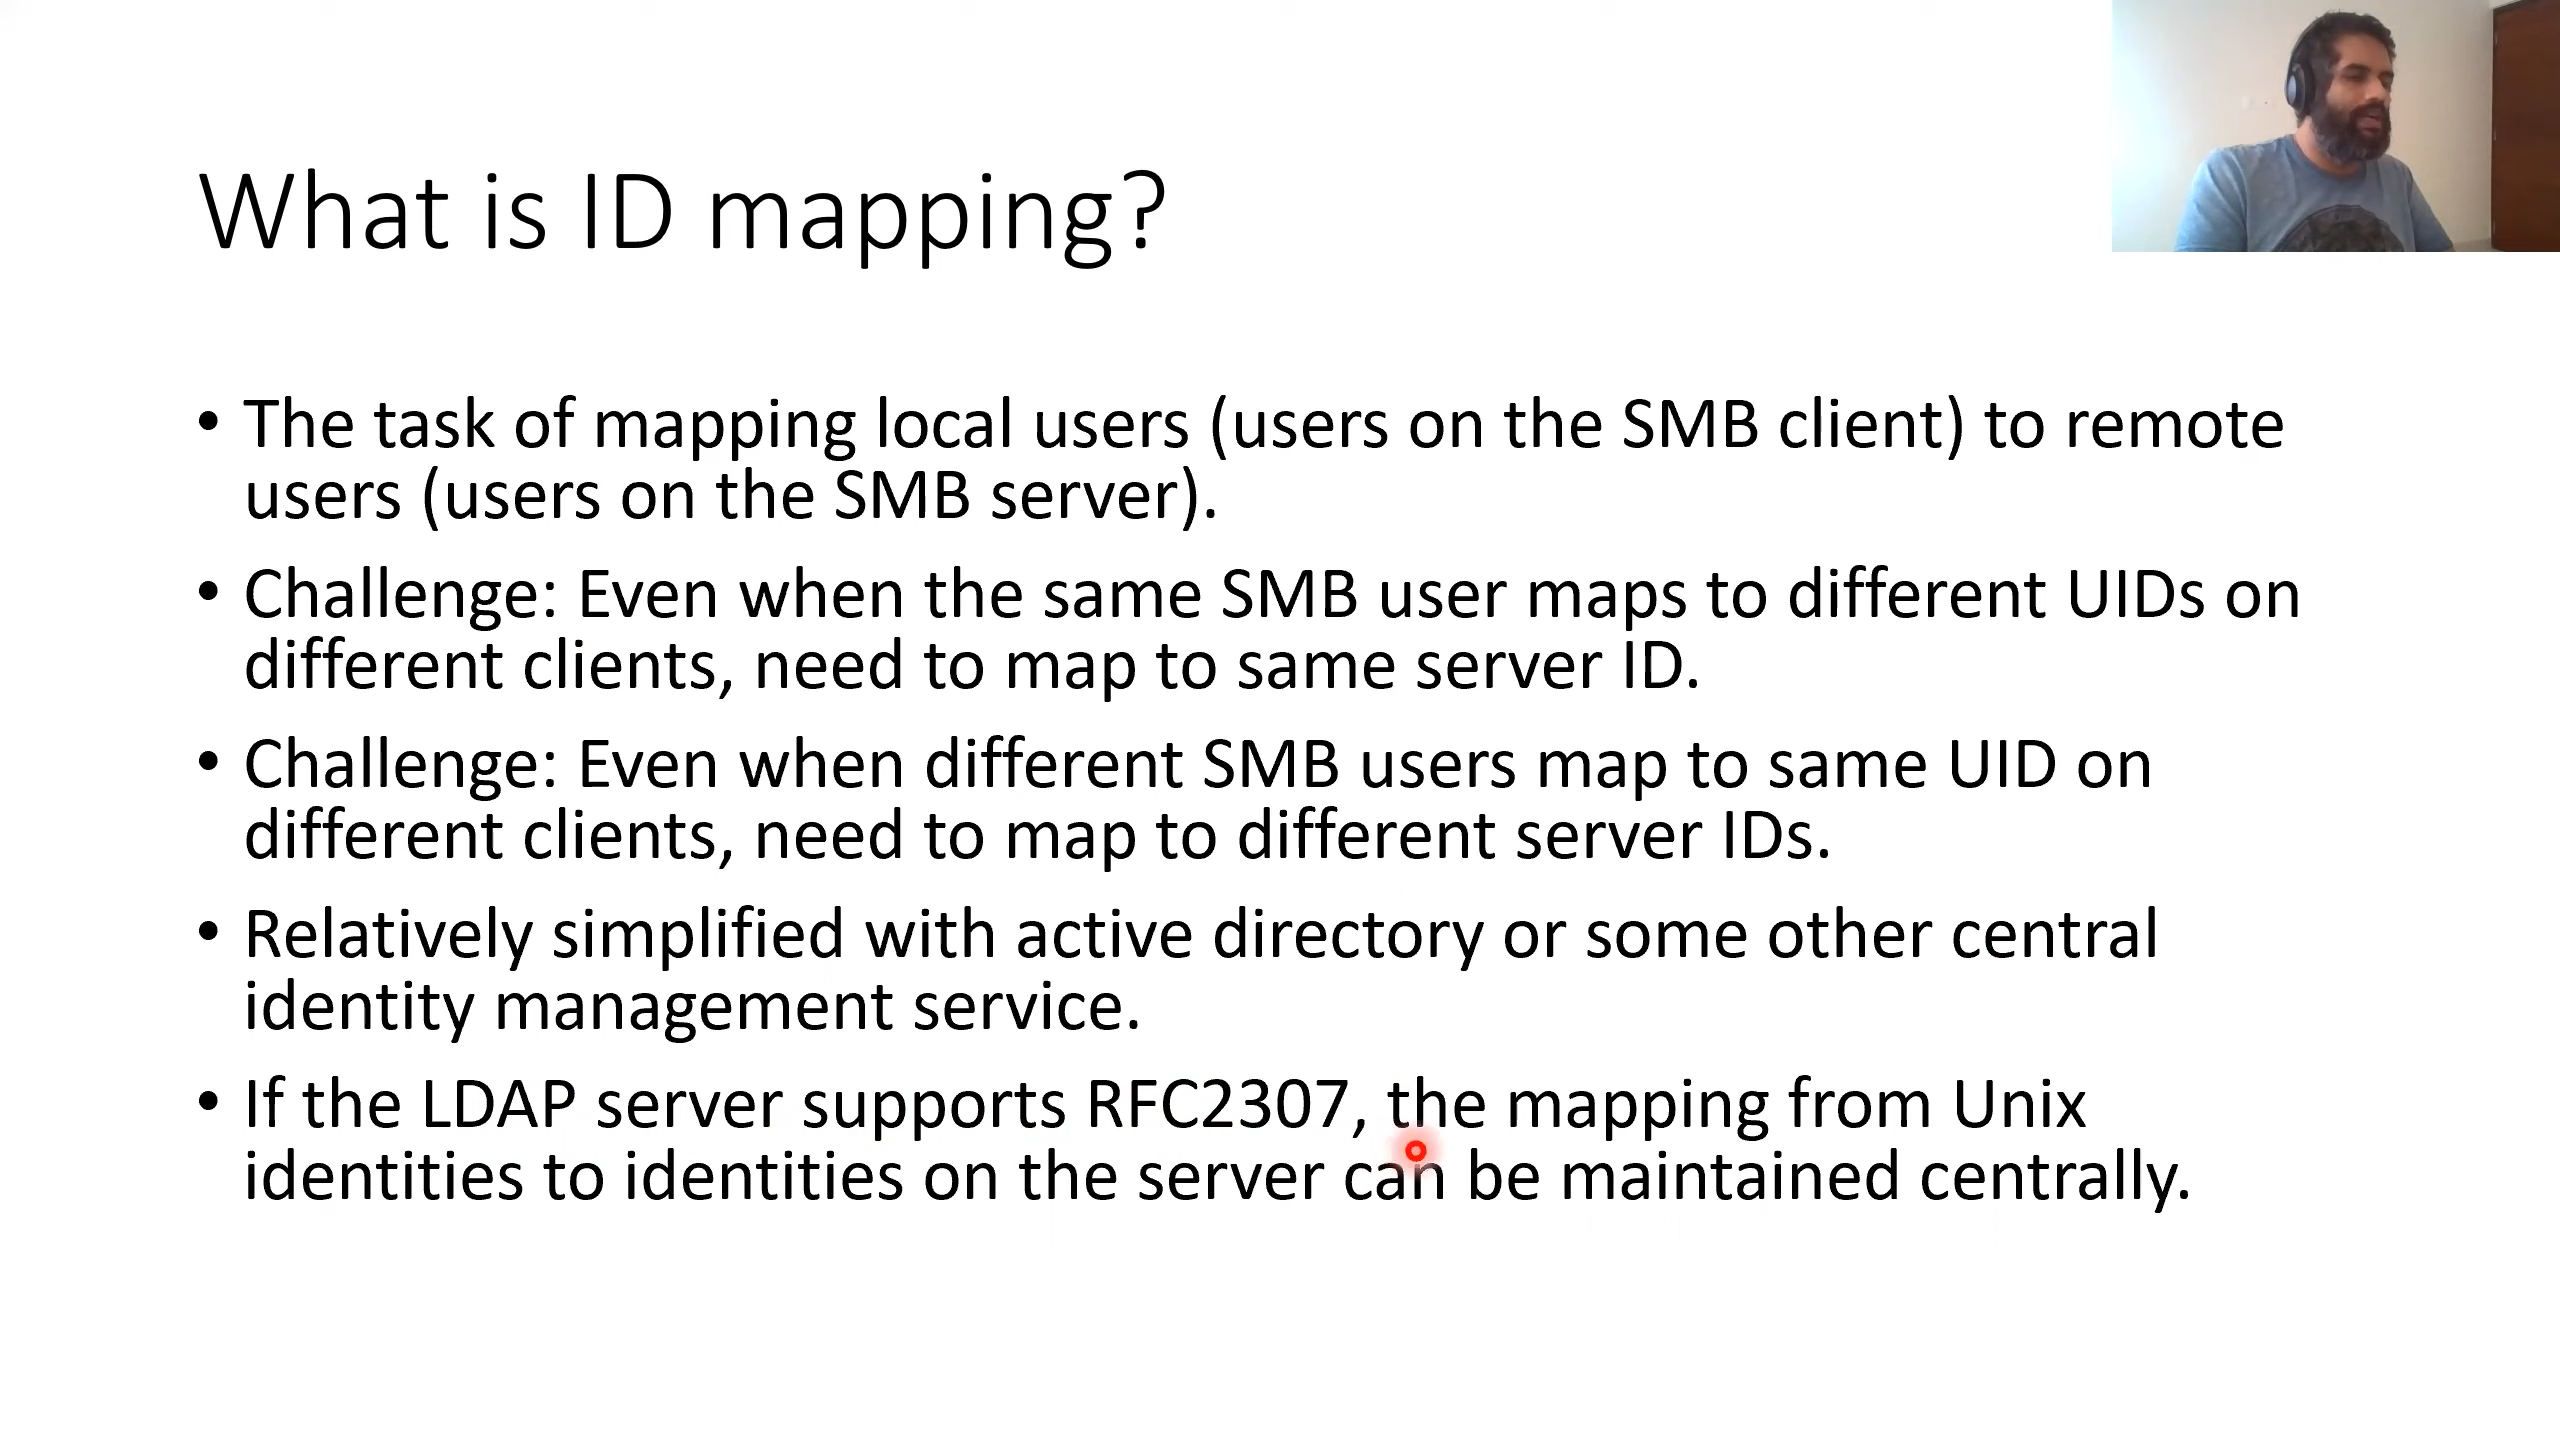 What is ID mapping?
• The task of mapping local users (users on the SMB client) to remote
users (users on the SMB server).
• Challenge: Even when the same SMB user maps to different UIDs on
different clients, need to map to same server ID.
• Challenge: Even when different SMB users map to same UID on
different clients, need to map to different server IDs.
• Relatively simplified with active directory or some other central
identity management service.
• If the LDAP server supports RFC2307, the mapping from Unix
identities to identities on the server can be maintained centrally.